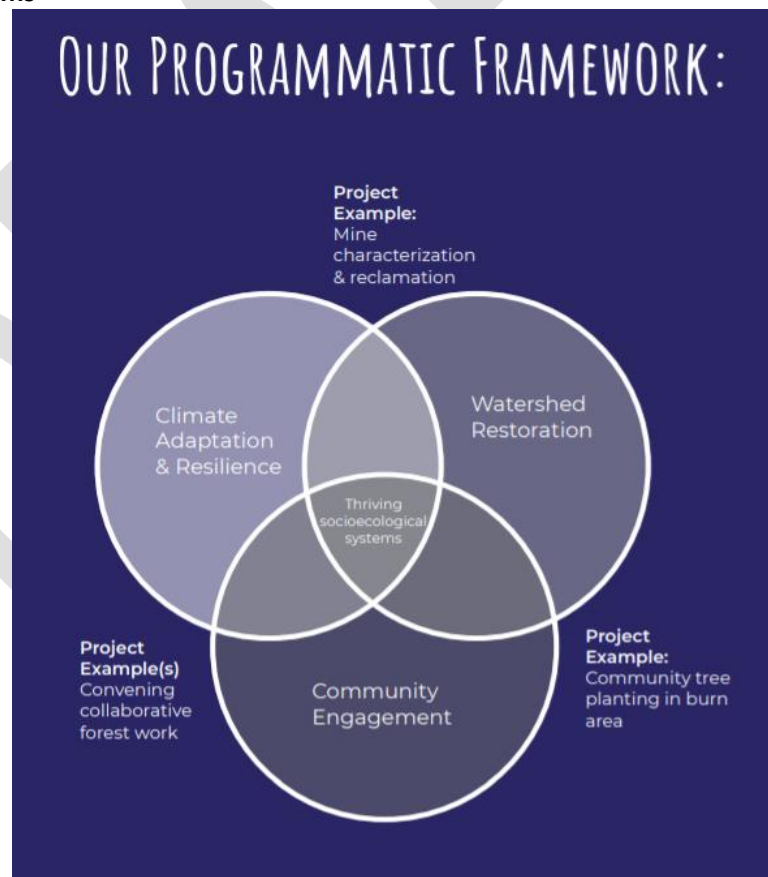 OUR PROGRAMMATIC FRAMEWORK:
Project
Example:
Mine
characterization
& reclamation
Climate
Adaptation
& Resilience
Watershed
Restoration
Thriving
socioecological
systems
Project
Example(s)
Convening
collaborative
forest work
Community
Engagement
Project
Example:
Community tree
planting in burn
area